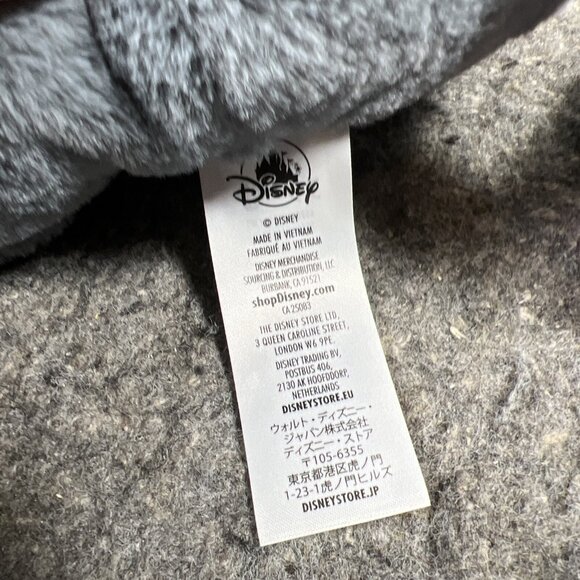 Disney
© DISNEY
MADE IN VIETNAM
FABRIQUÉ AU VIETNAM
DISNEY MERCHANDISE
SOURCING & DISTRIBUTION, LLC
BURBANK, CA 91521
shopDisney.com
CA 25083
THE DISNEY STORE LTD.
3 QUEEN CAROLINE STREET,
LONDON W6 9PE.
DISNEY TRADING BV,
POSTBUS 406,
2130 AK HOOFDDORP,
NETHERLANDS
DISNEYSTORE.EU
ウォルト・ディズニー・
ジャパン株式会社
ディズニー・ストア
〒105-6355
東京都港区虎ノ門
1-23-1虎ノ門ヒルズ
DISNEYSTORE.JP